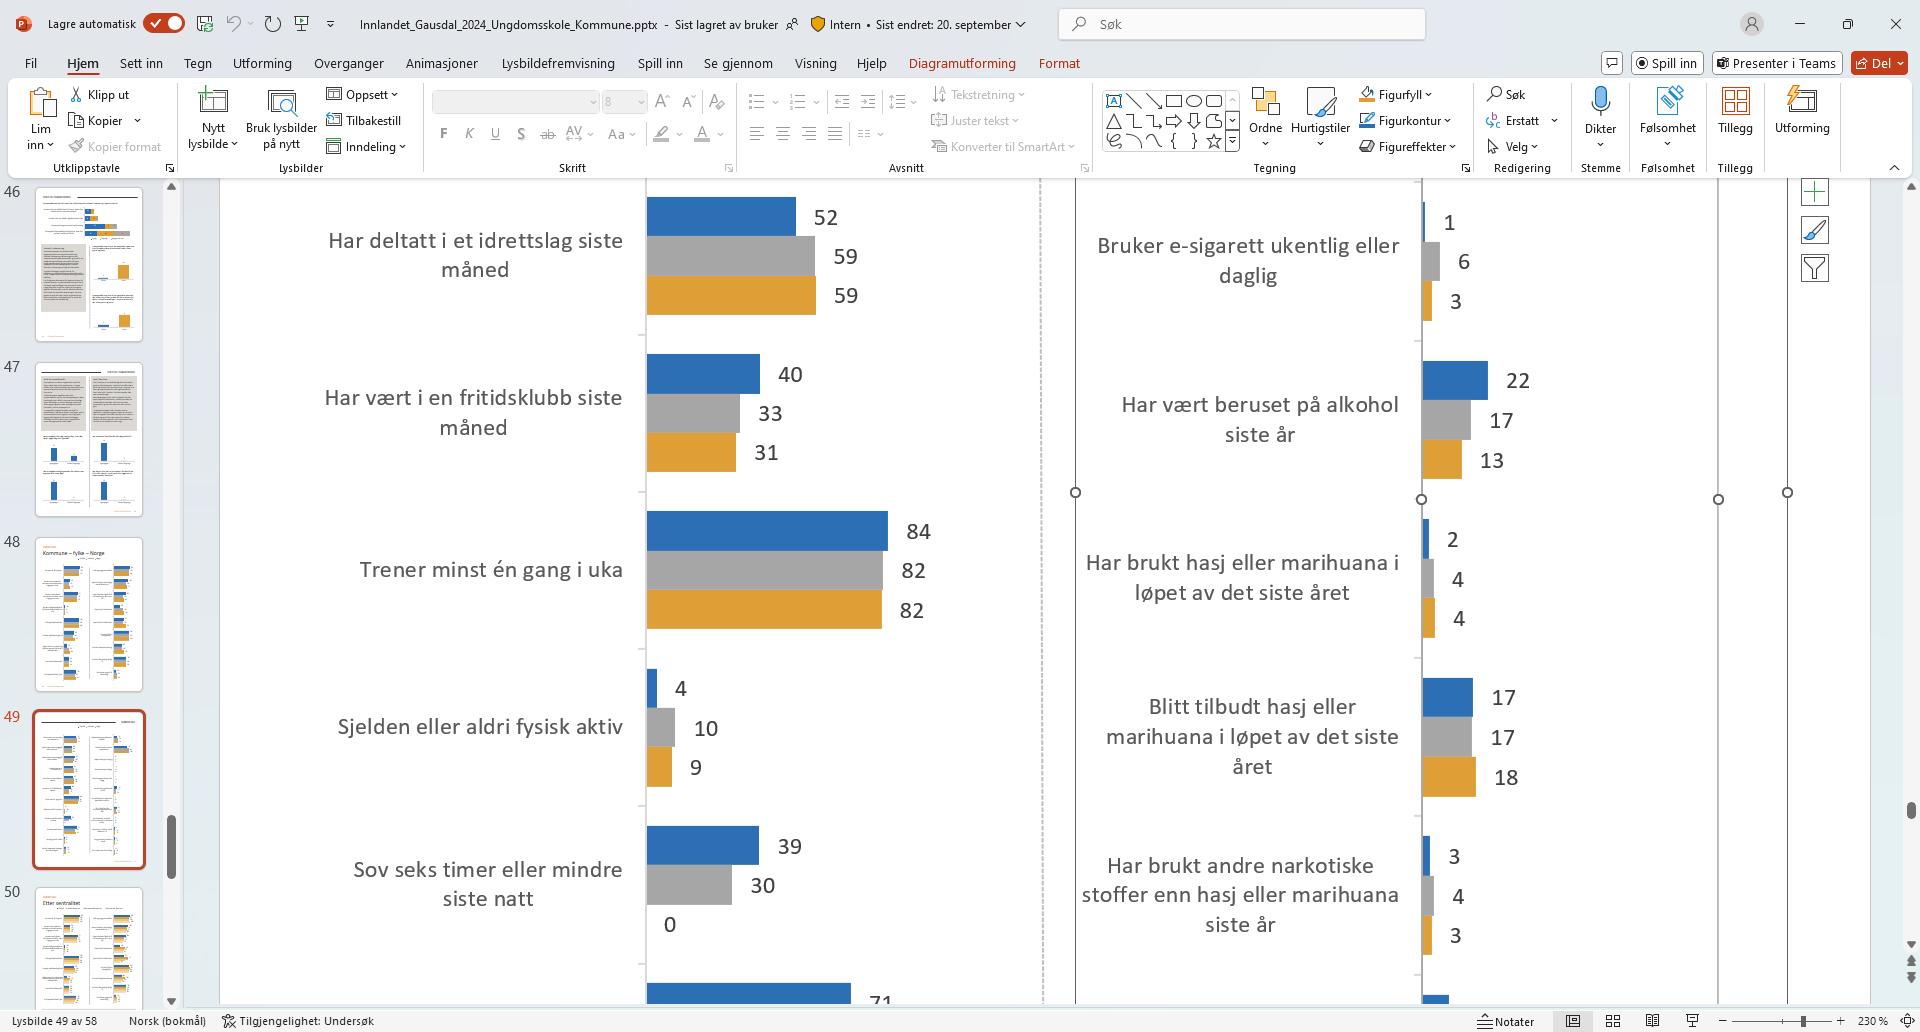 Lagre automatisk
Innlandet_Gausdal_2024_Ungdomsskole_Kommune.pptx - Sist lagret av bruker
Intern • Sist endret: 20. september
Søk
Fil Hjem Sett inn Tegn Utforming Overganger Animasjoner Lysbildefremvisning Spill inn Se gjennom Visning Hjelp Diagramutforming Format
Spill inn Presenter i Teams Del
Lim inn
Klipp ut
Kopier
Kopier format
Utklippstavle
Nytt lysbilde
Bruk lysbilder på nytt
Oppsett
Tilbakestill
Inndeling
Lysbilder
8
F K U S ab AV Aa A
Skrift
Tekstretning
Juster tekst
Konverter til SmartArt
Avsnitt
Ordne
Hurtigstiler
Figurfyll
Figurkontur
Figureffekter
Tegning
Søk
Erstatt
Velg
Redigering
Dikter
Stemme
Følsomhet
Følsomhet
Tillegg
Tillegg
Utforming
46
47
48
Kommune – fylke – Norge
49
50
Etter sentralitet
Har deltatt i et idrettslag siste
måned
52
59
59
Har vært i en fritidsklubb siste
måned
40
33
31
Trener minst én gang i uka
84
82
82
Sjelden eller aldri fysisk aktiv
4
10
9
Sov seks timer eller mindre
siste natt
39
30
0
71
Bruker e-sigarett ukentlig eller
daglig
1
6
3
Har vært beruset på alkohol
siste år
22
17
13
Har brukt hasj eller marihuana i
løpet av det siste året
2
4
4
Blitt tilbudt hasj eller
marihuana i løpet av det siste
året
17
17
18
Har brukt andre narkotiske
stoffer enn hasj eller marihuana
siste år
3
4
3
Lysbilde 49 av 58
Norsk (bokmål)
Tilgjengelighet: Undersøk
Notater
230 %